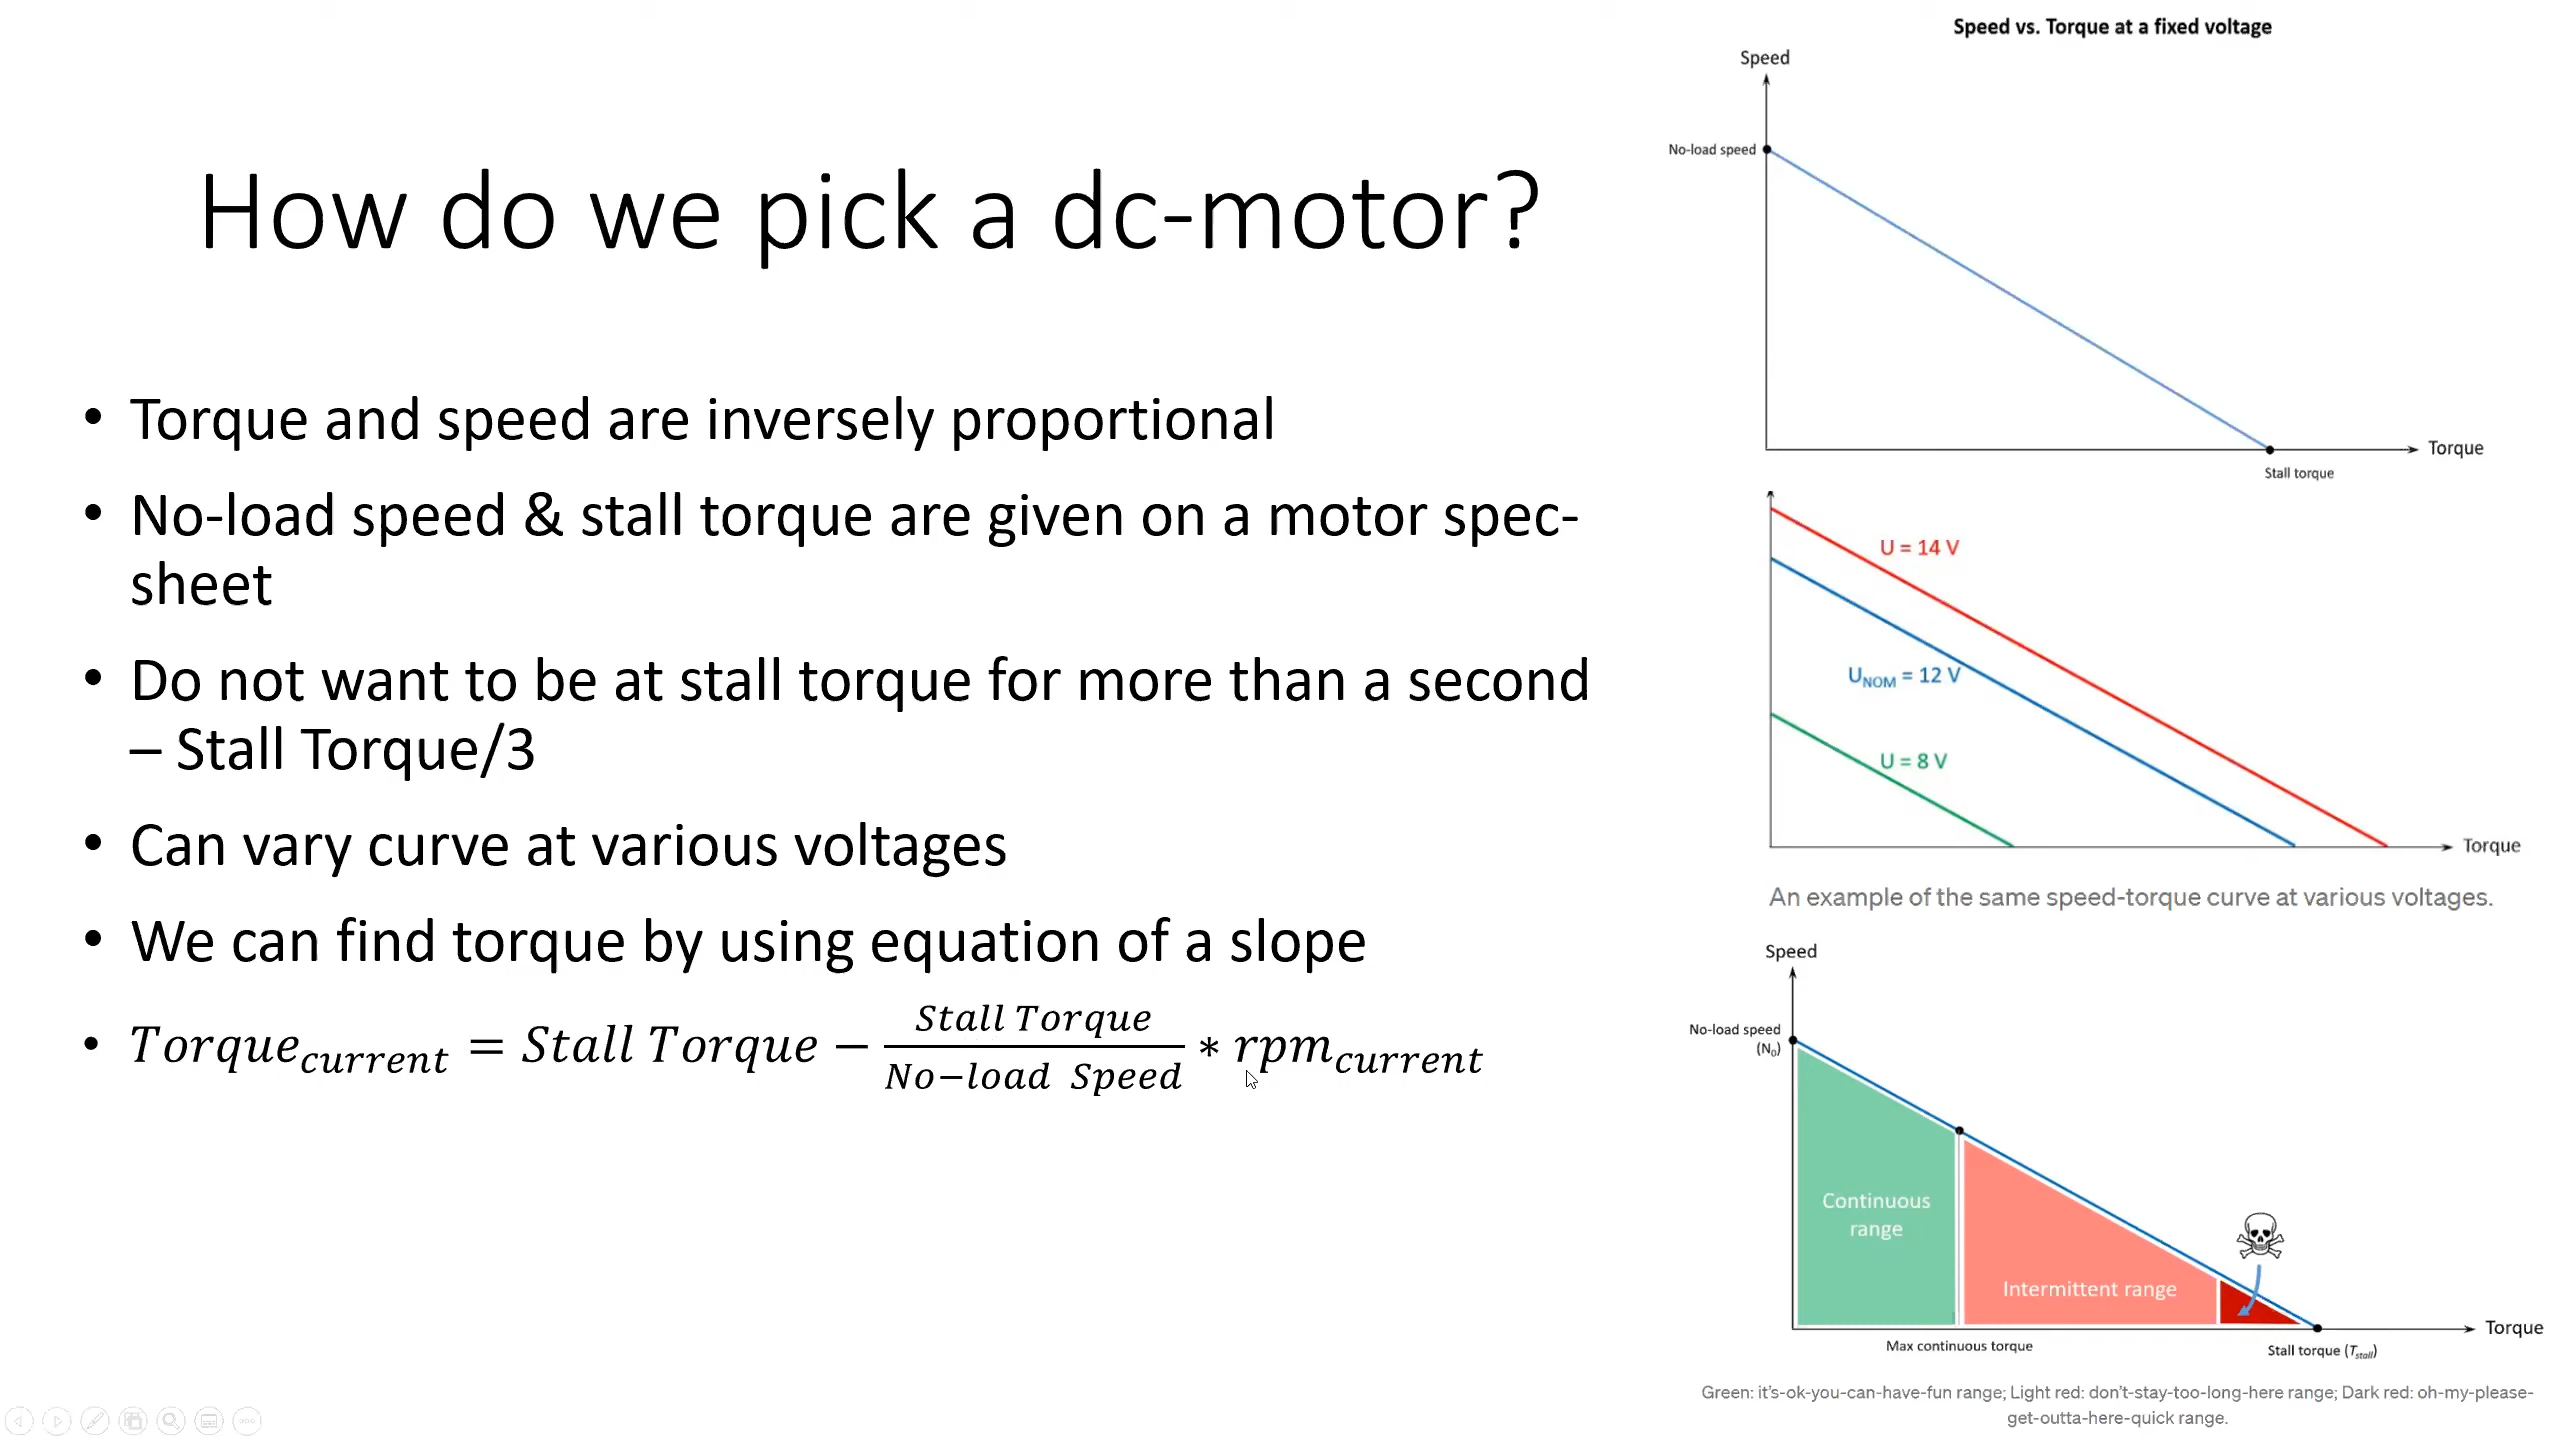 How do we pick a dc-motor?
• Torque and speed are inversely proportional
• No-load speed & stall torque are given on a motor spec-
sheet
• Do not want to be at stall torque for more than a second
– Stall Torque/3
• Can vary curve at various voltages
• We can find torque by using equation of a slope
• Torque_current = Stall Torque − (Stall Torque / No−load Speed) * rpm_current
Speed vs. Torque at a fixed voltage
Speed
No-load speed
Torque
Stall torque
U = 14 V
U_NOM = 12 V
U = 8 V
Torque
An example of the same speed-torque curve at various voltages.
Speed
No-load speed
(N₀)
Continuous
range
Intermittent range
Torque
Max continuous torque
Stall torque (T_stall)
Green: it's-ok-you-can-have-fun range; Light red: don't-stay-too-long-here range; Dark red: oh-my-please-
get-outta-here-quick range.